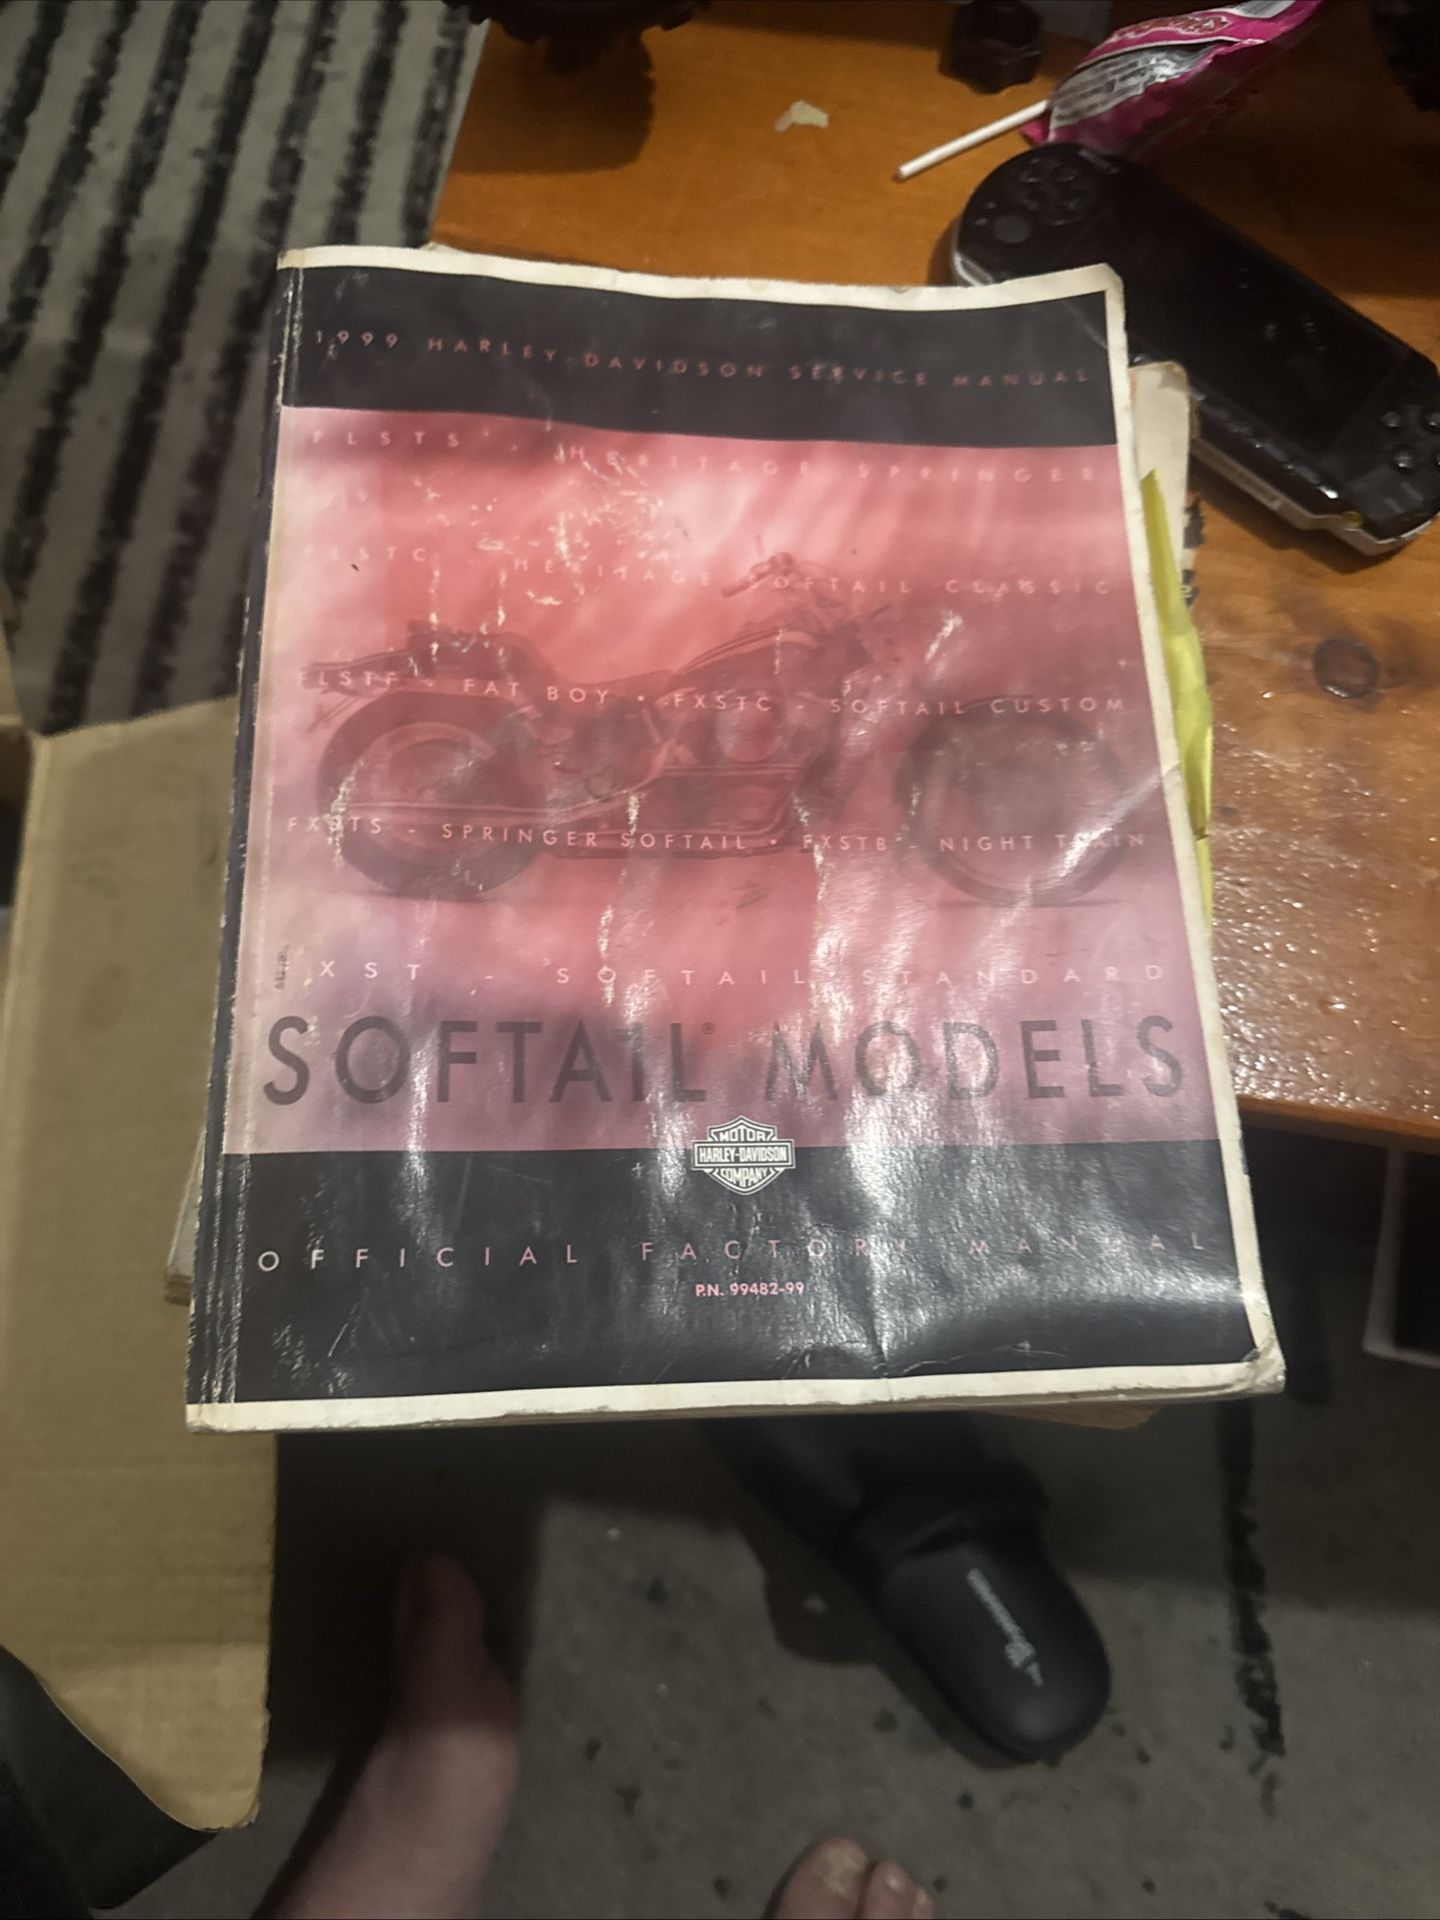 1999 HARLEY-DAVIDSON SERVICE MANUAL
FLSTS - HERITAGE SPRINGER
FLSTC - HERITAGE SOFTAIL CLASSIC
FLSTF - FAT BOY • FXSTC - SOFTAIL CUSTOM
FXSTS - SPRINGER SOFTAIL • FXSTB - NIGHT TRAIN
XST - SOFTAIL STANDARD
SOFTAIL® MODELS
MOTOR
HARLEY-DAVIDSON
COMPANY
OFFICIAL FACTORY MANUAL
P.N. 99482-99